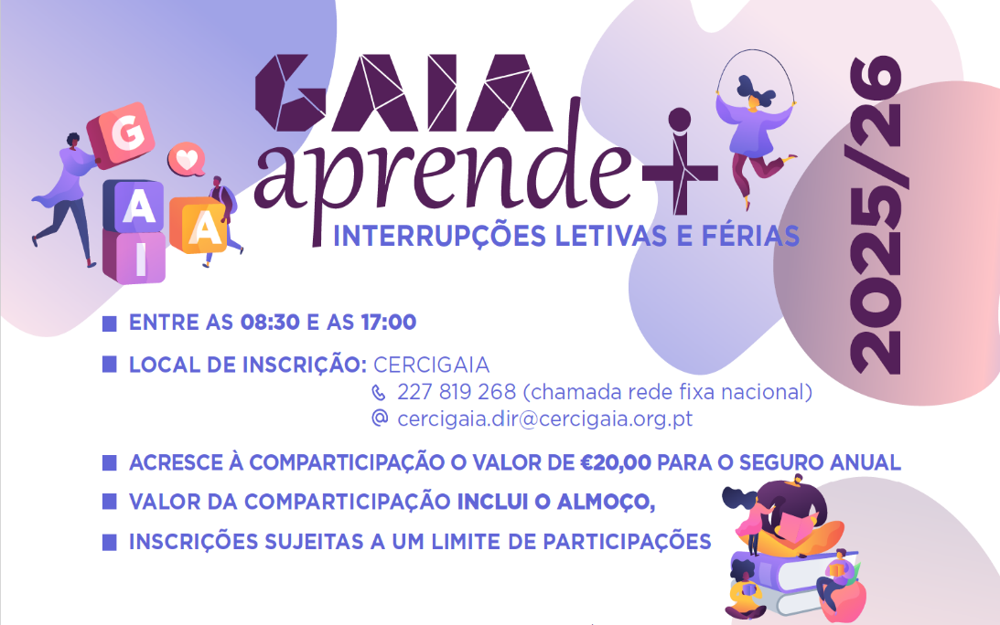 GAIA
aprende+i
INTERRUPÇÕES LETIVAS E FÉRIAS
2025/26
G
A
A
I
ENTRE AS 08:30 E AS 17:00
LOCAL DE INSCRIÇÃO: CERCIGAIA
227 819 268 (chamada rede fixa nacional)
@ cercigaia.dir@cercigaia.org.pt
ACRESCE À COMPARTICIPAÇÃO O VALOR DE €20,00 PARA O SEGURO ANUAL
VALOR DA COMPARTICIPAÇÃO INCLUI O ALMOÇO,
INSCRIÇÕES SUJEITAS A UM LIMITE DE PARTICIPAÇÕES